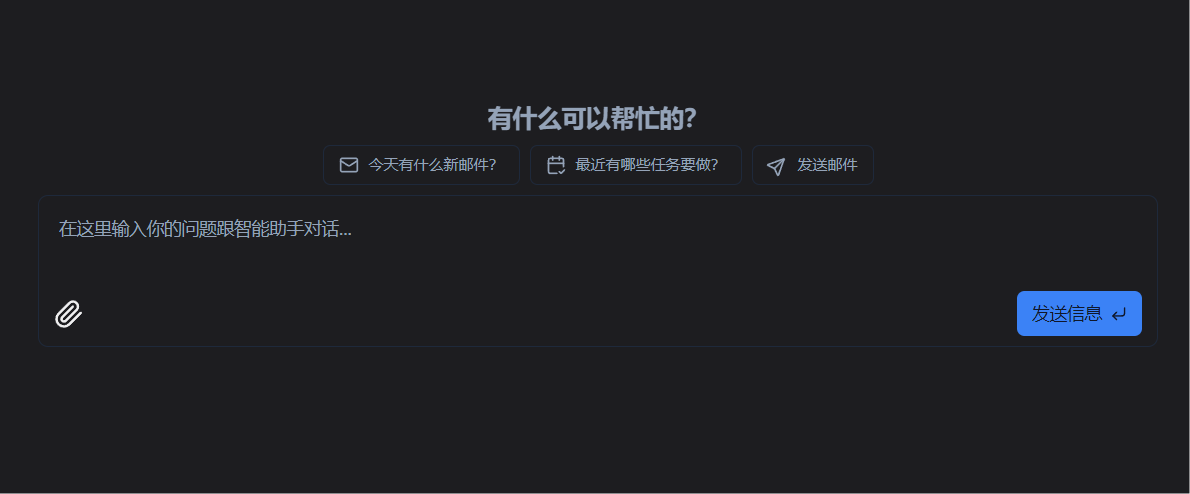 有什么可以帮忙的?
今天有什么新邮件? 最近有哪些任务要做? 发送邮件
在这里输入你的问题跟智能助手对话...
发送信息